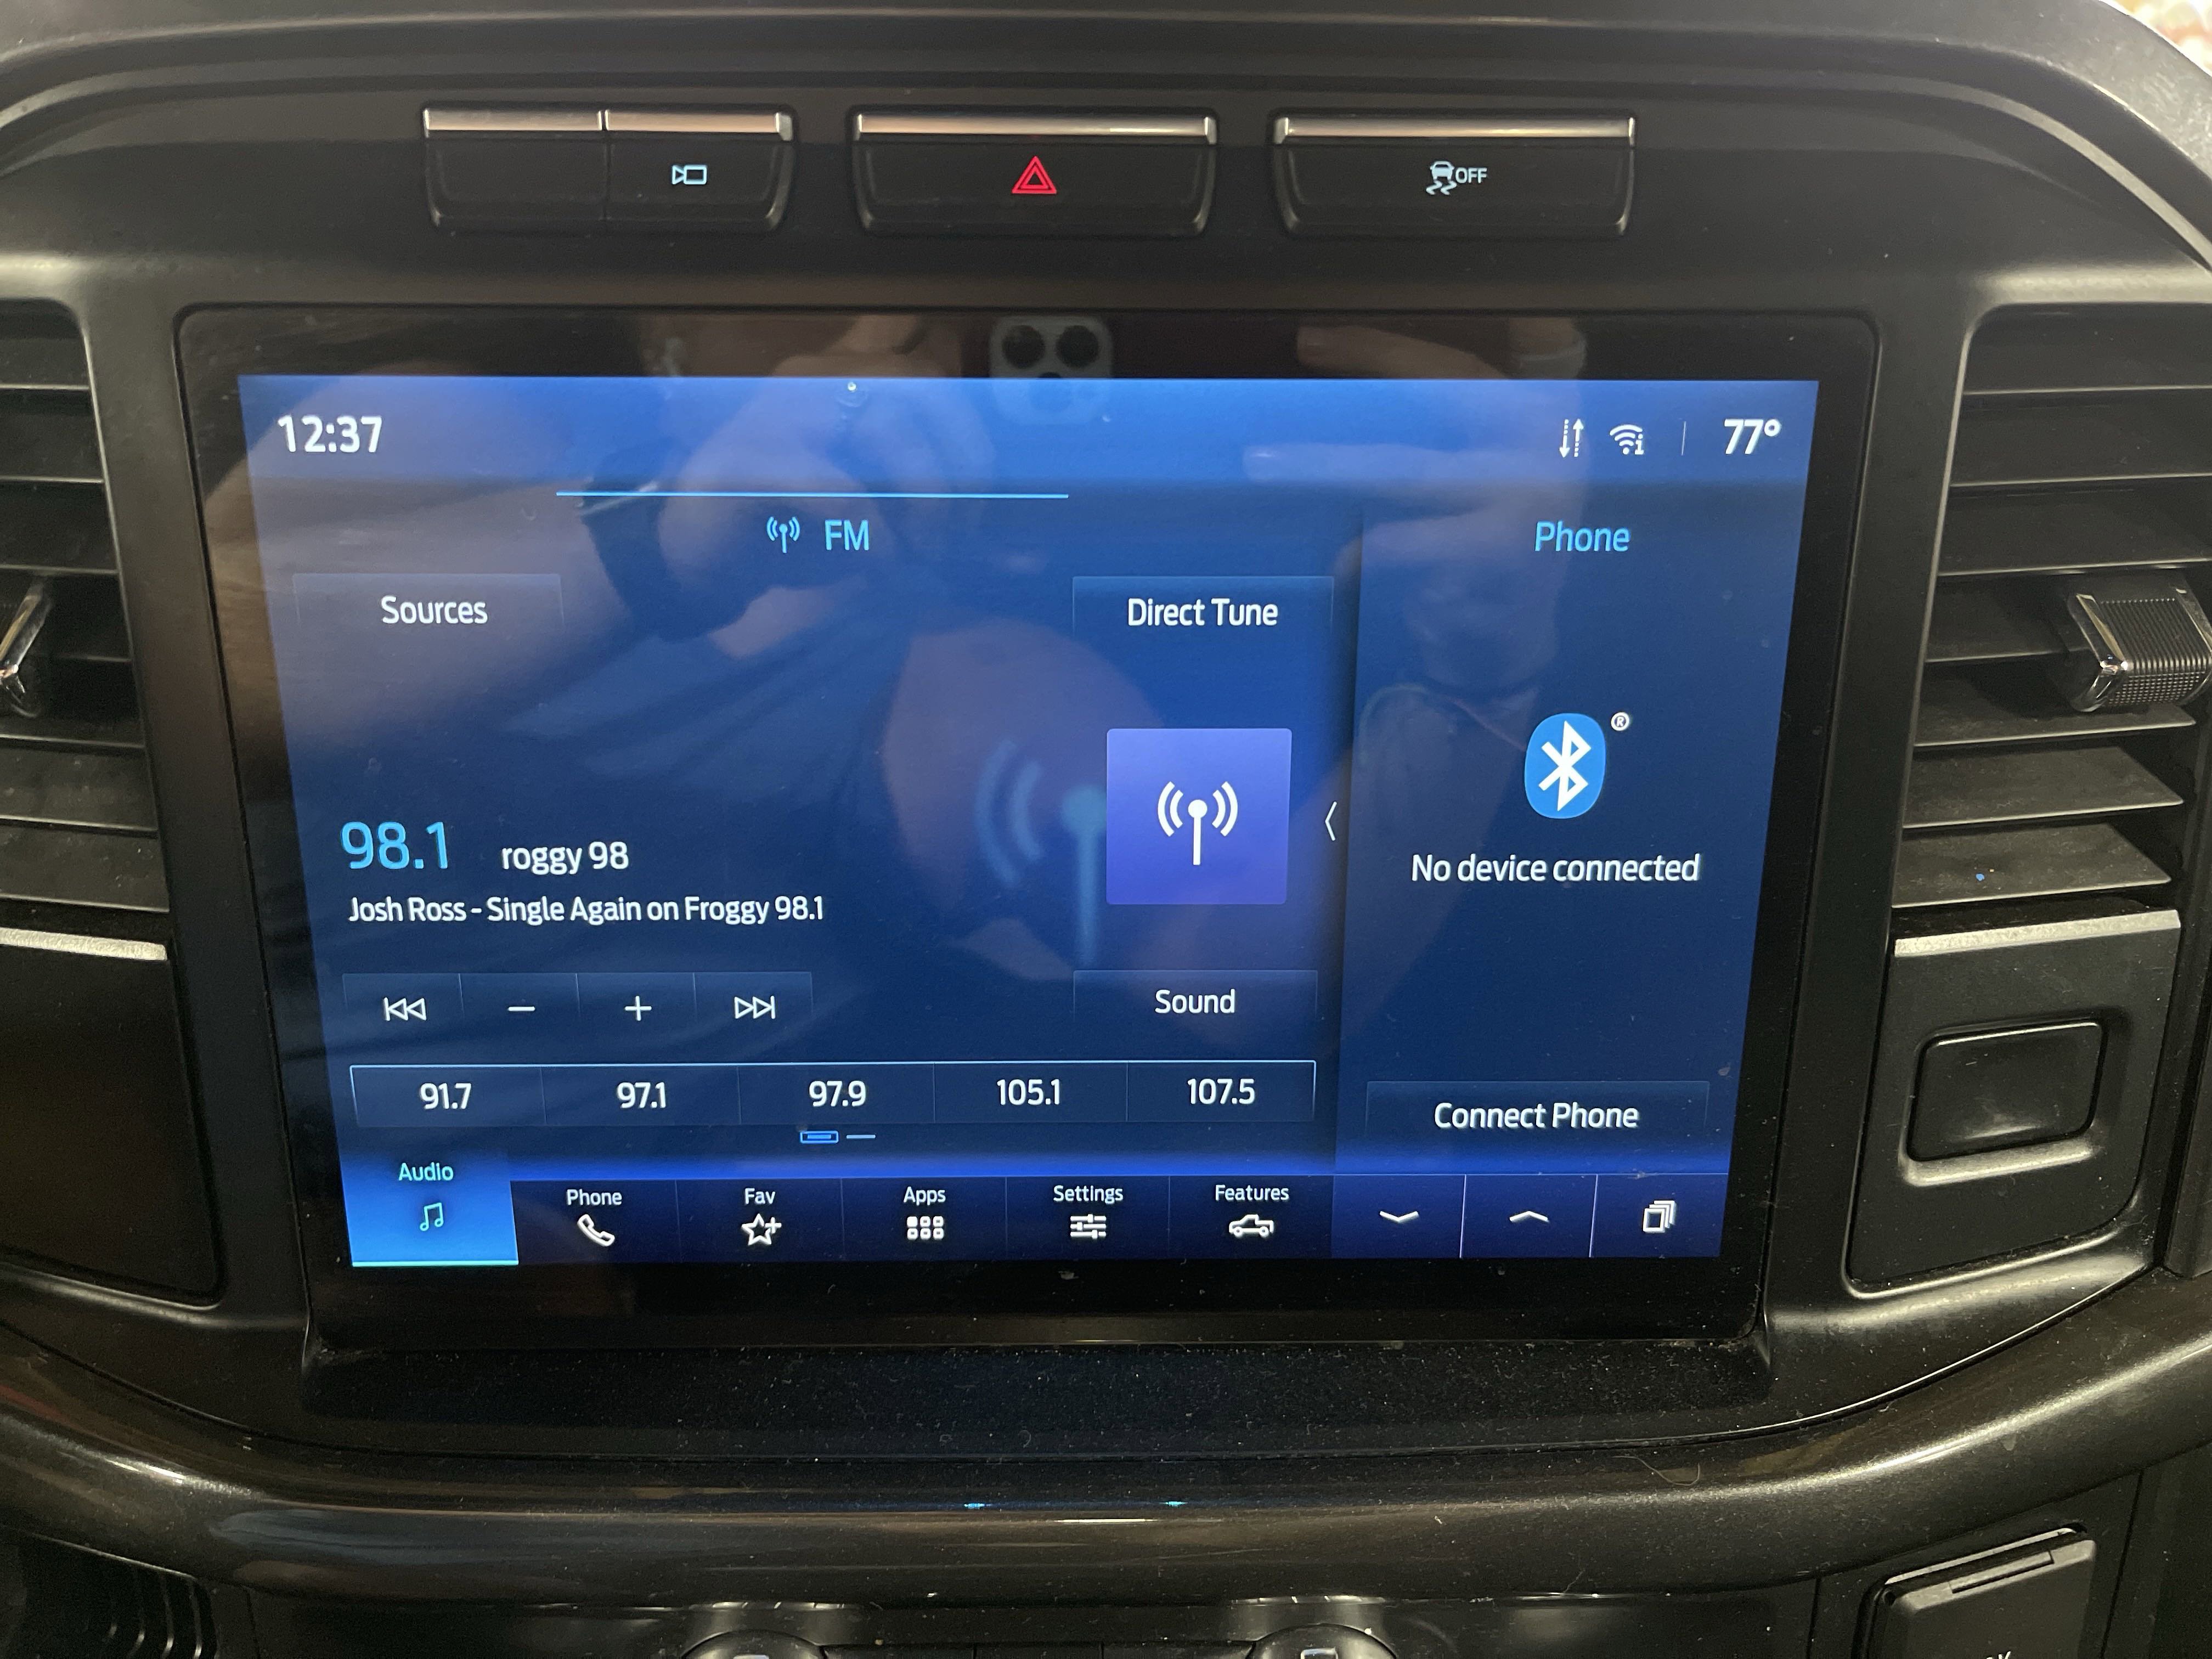 OFF
12:37
77°
FM
Phone
Sources
Direct Tune
®
98.1 roggy 98
Josh Ross - Single Again on Froggy 98.1
No device connected
Sound
91.7 97.1 97.9 105.1 107.5
Connect Phone
Audio
Phone
Fav
Apps
Settings
Features